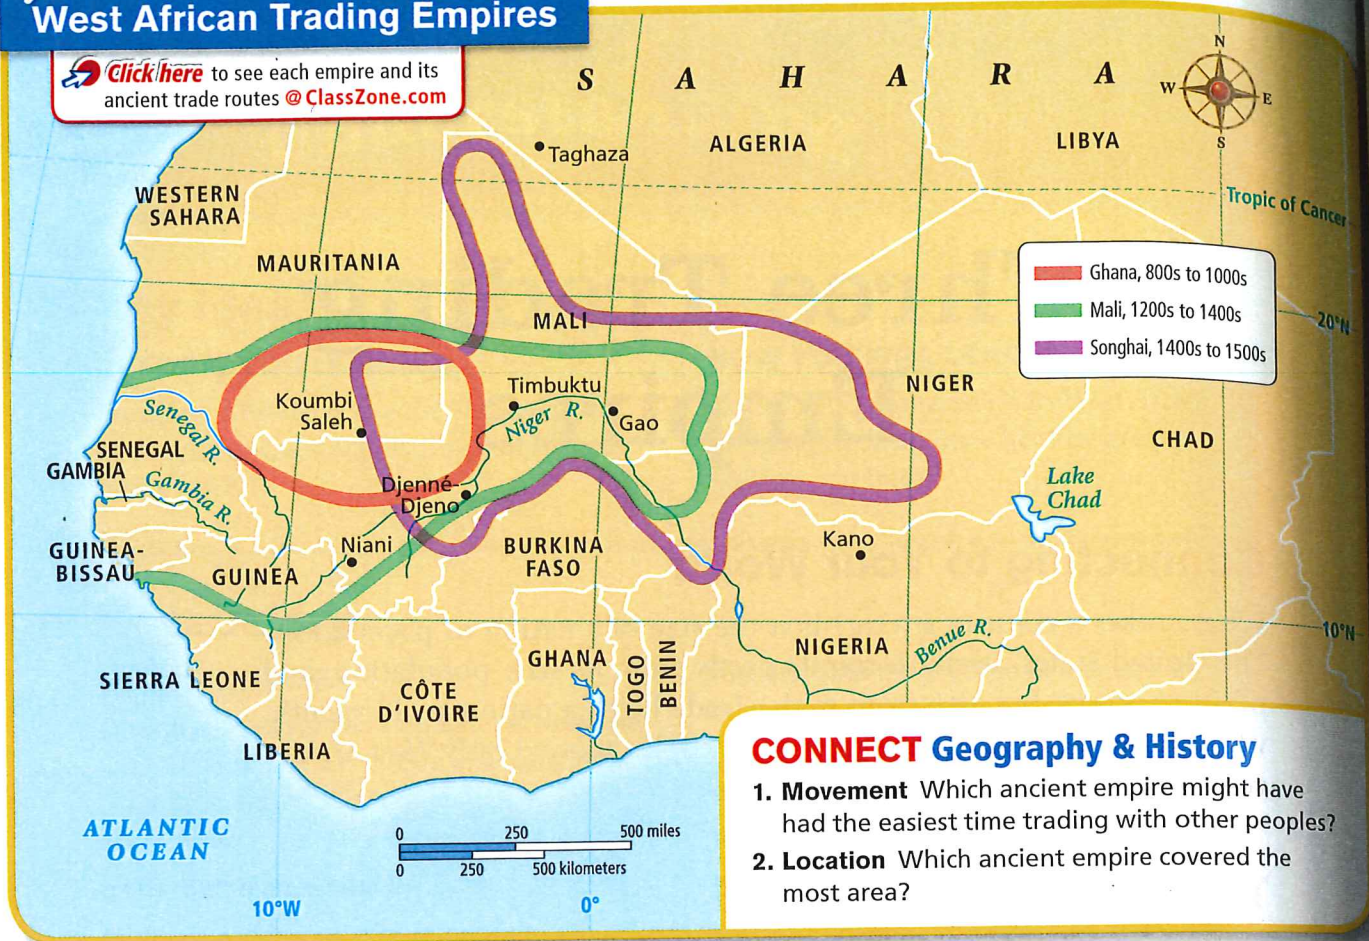 West African Trading Empires
Click here to see each empire and its
ancient trade routes @ ClassZone.com
S A H A R A
N
W E
S
Taghaza
ALGERIA
LIBYA
WESTERN
SAHARA
Tropic of Cancer
MAURITANIA
Ghana, 800s to 1000s
Mali, 1200s to 1400s
Songhai, 1400s to 1500s
20°N
MALI
NIGER
Koumbi
Saleh
Timbuktu
Niger R.
Gao
CHAD
Senegal R.
SENEGAL
GAMBIA
Gambia R.
Djenné-
Djeno
Lake
Chad
GUINEA-
BISSAU
GUINEA
Niani
BURKINA
FASO
Kano
10°N
NIGERIA
Benue R.
SIERRA LEONE
CÔTE
D'IVOIRE
GHANA
TOGO
BENIN
LIBERIA
ATLANTIC
OCEAN
0 250 500 miles
0 250 500 kilometers
10°W
0°
CONNECT Geography & History
1. Movement Which ancient empire might have
had the easiest time trading with other peoples?
2. Location Which ancient empire covered the
most area?